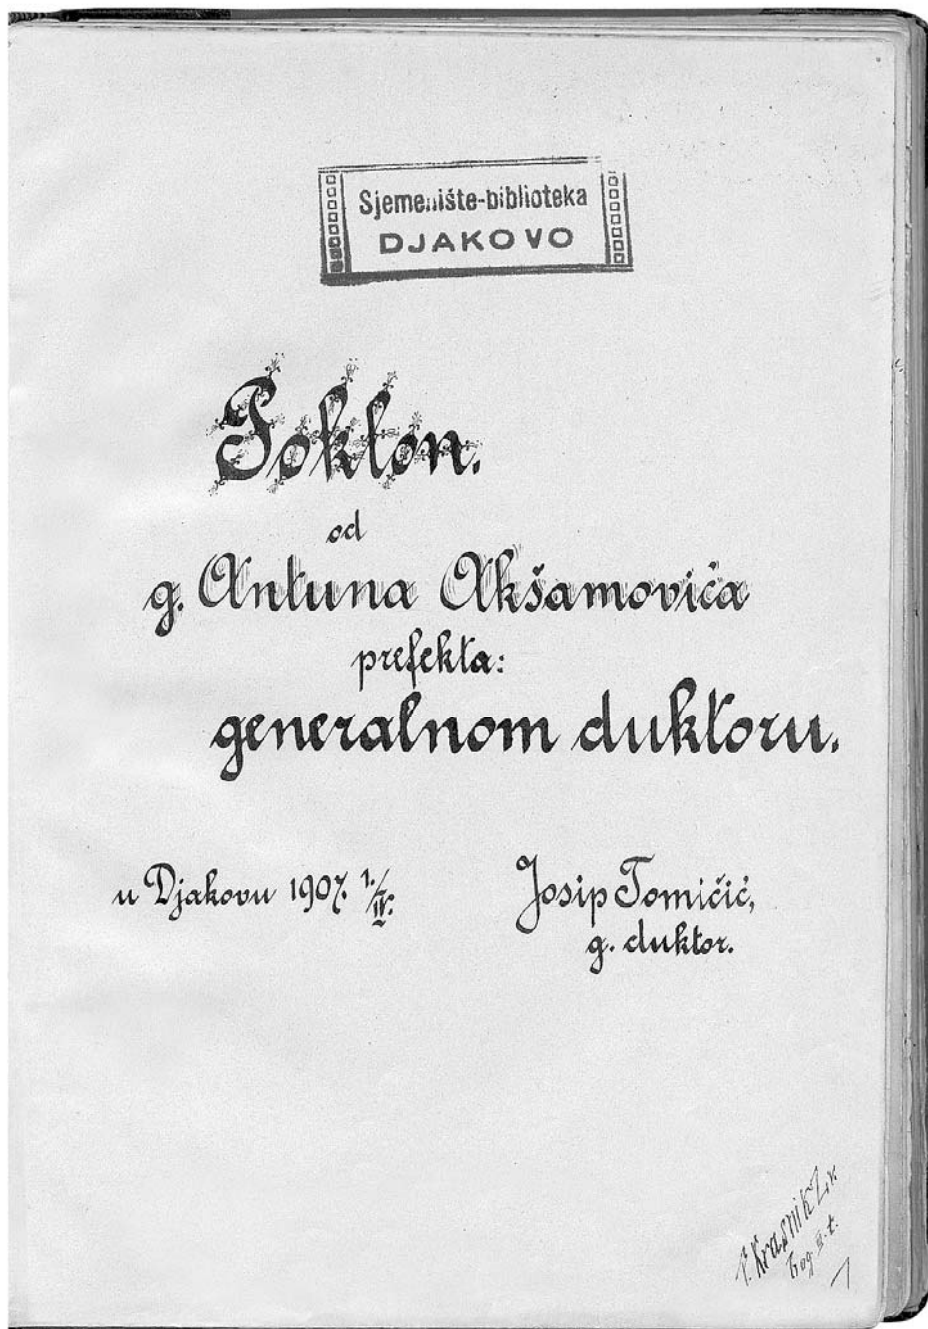 Sjemenište-biblioteka
DJAKOVO
Poklon.
od
g. Antuna Akšamovića
prefekta:
generalnom duktoru.
u Djakovu 1907. 1./IV.
Josip Tomičić,
g. duktor.